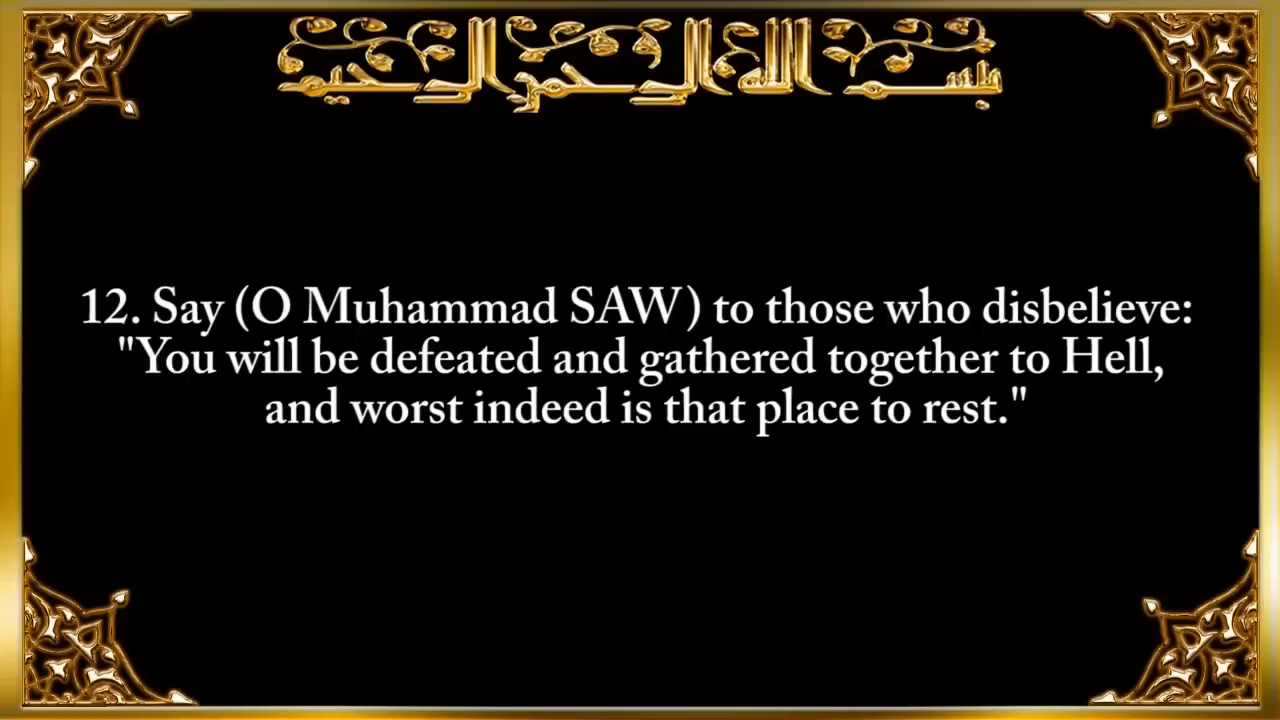 بسم الله الرحمن الرحيم
12. Say (O Muhammad SAW) to those who disbelieve:
"You will be defeated and gathered together to Hell,
and worst indeed is that place to rest."